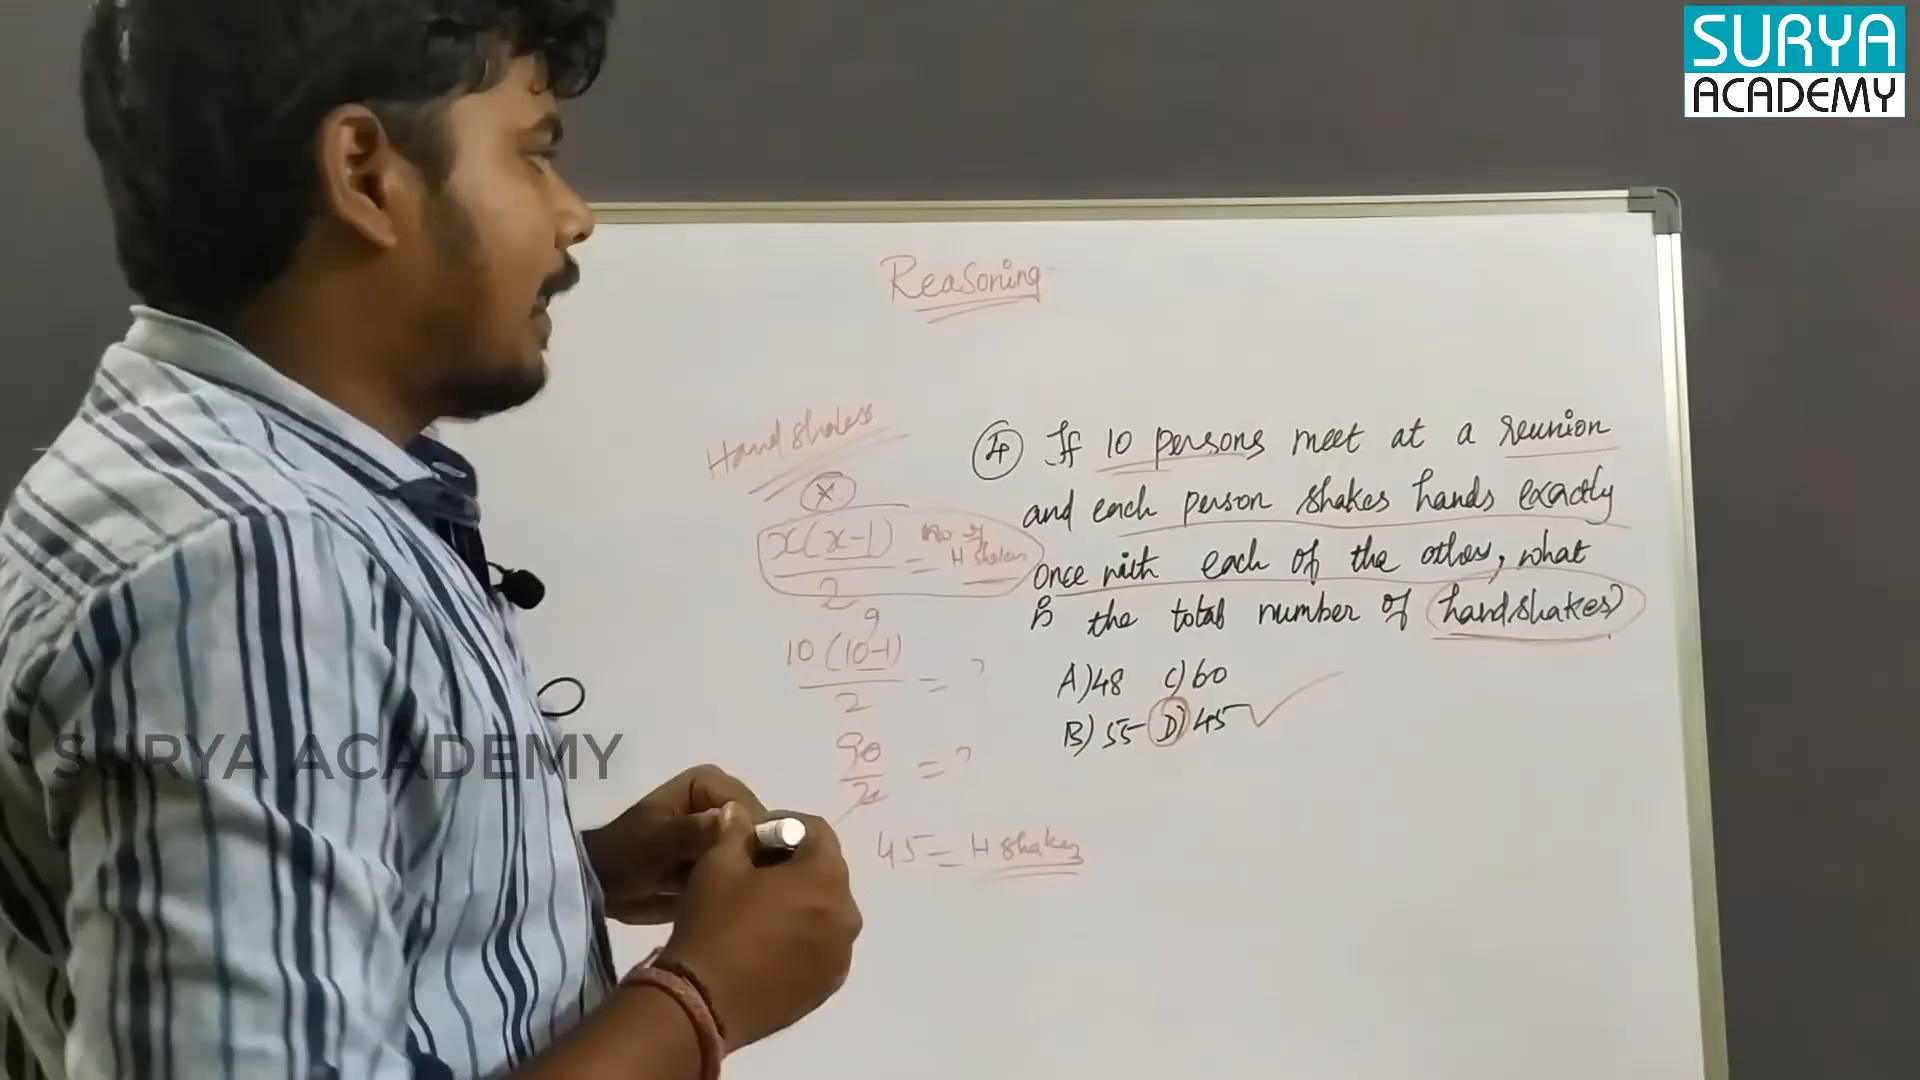 SURYA
ACADEMY
Reasoning
Handshakes
x
x(x-1)
= No of
H shakes
2
9
10(10-1)
= ?
2
90
= ?
2
45 = H shakes
4 If 10 persons meet at a reunion
and each person shakes hands exactly
once with each of the others, what
is the total number of handshakes?
A)48 C)60
B)55 D)45
SURYA ACADEMY